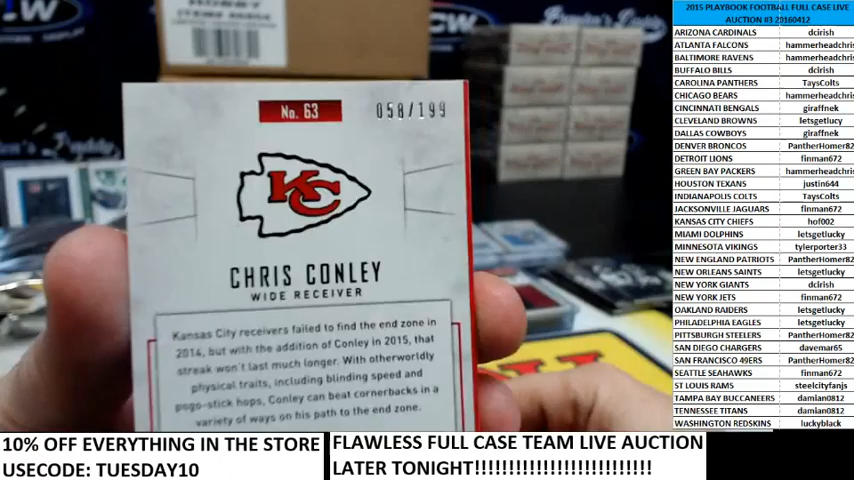 No. 63
058/199
KC
CHRIS CONLEY
WIDE RECEIVER
Kansas City receivers failed to find the end zone in
2014, but with the addition of Conley in 2015, that
streak won't last much longer. With otherworldly
physical traits, including blinding speed and
pogo-stick hops, Conley can beat cornerbacks in a
variety of ways on his path to the end zone.
2015 PLAYBOOK FOOTBALL FULL CASE LIVE
AUCTION #3 20160412
ARIZONA CARDINALS dcirish
ATLANTA FALCONS hammerheadchris
BALTIMORE RAVENS hammerheadchris
BUFFALO BILLS dcirish
CAROLINA PANTHERS TaysColts
CHICAGO BEARS hammerheadchris
CINCINNATI BENGALS giraffnek
CLEVELAND BROWNS letsgetlucy
DALLAS COWBOYS giraffnek
DENVER BRONCOS PantherHomer82
DETROIT LIONS finman672
GREEN BAY PACKERS hammerheadchris
HOUSTON TEXANS justin644
INDIANAPOLIS COLTS TaysColts
JACKSONVILLE JAGUARS finman672
KANSAS CITY CHIEFS hof002
MIAMI DOLPHINS letsgetlucky
MINNESOTA VIKINGS tylerporter33
NEW ENGLAND PATRIOTS PantherHomer82
NEW ORLEANS SAINTS letsgetlucky
NEW YORK GIANTS dcirish
NEW YORK JETS finman672
OAKLAND RAIDERS letsgetlucky
PHILADELPHIA EAGLES letsgetlucky
PITTSBURGH STEELERS PantherHomer82
SAN DIEGO CHARGERS davemar65
SAN FRANCISCO 49ERS PantherHomer82
SEATTLE SEAHAWKS finman672
ST LOUIS RAMS steelcityfanjs
TAMPA BAY BUCCANEERS damian0812
TENNESSEE TITANS damian0812
WASHINGTON REDSKINS luckyblack
10% OFF EVERYTHING IN THE STORE
USECODE: TUESDAY10
FLAWLESS FULL CASE TEAM LIVE AUCTION
LATER TONIGHT!!!!!!!!!!!!!!!!!!!!!!!!!!!